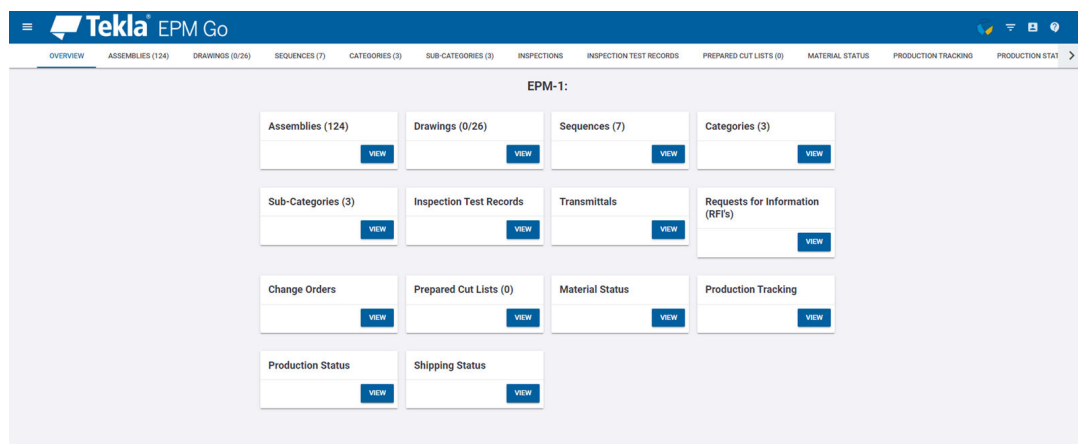 Tekla® EPM Go
OVERVIEW ASSEMBLIES (124) DRAWINGS (0/26) SEQUENCES (7) CATEGORIES (3) SUB-CATEGORIES (3) INSPECTIONS INSPECTION TEST RECORDS PREPARED CUT LISTS (0) MATERIAL STATUS PRODUCTION TRACKING PRODUCTION STAT
EPM-1:
Assemblies (124) Drawings (0/26) Sequences (7) Categories (3)
VIEW VIEW VIEW VIEW
Sub-Categories (3) Inspection Test Records Transmittals Requests for Information
(RFI's)
VIEW VIEW VIEW VIEW
Change Orders Prepared Cut Lists (0) Material Status Production Tracking
VIEW VIEW VIEW VIEW
Production Status Shipping Status
VIEW VIEW